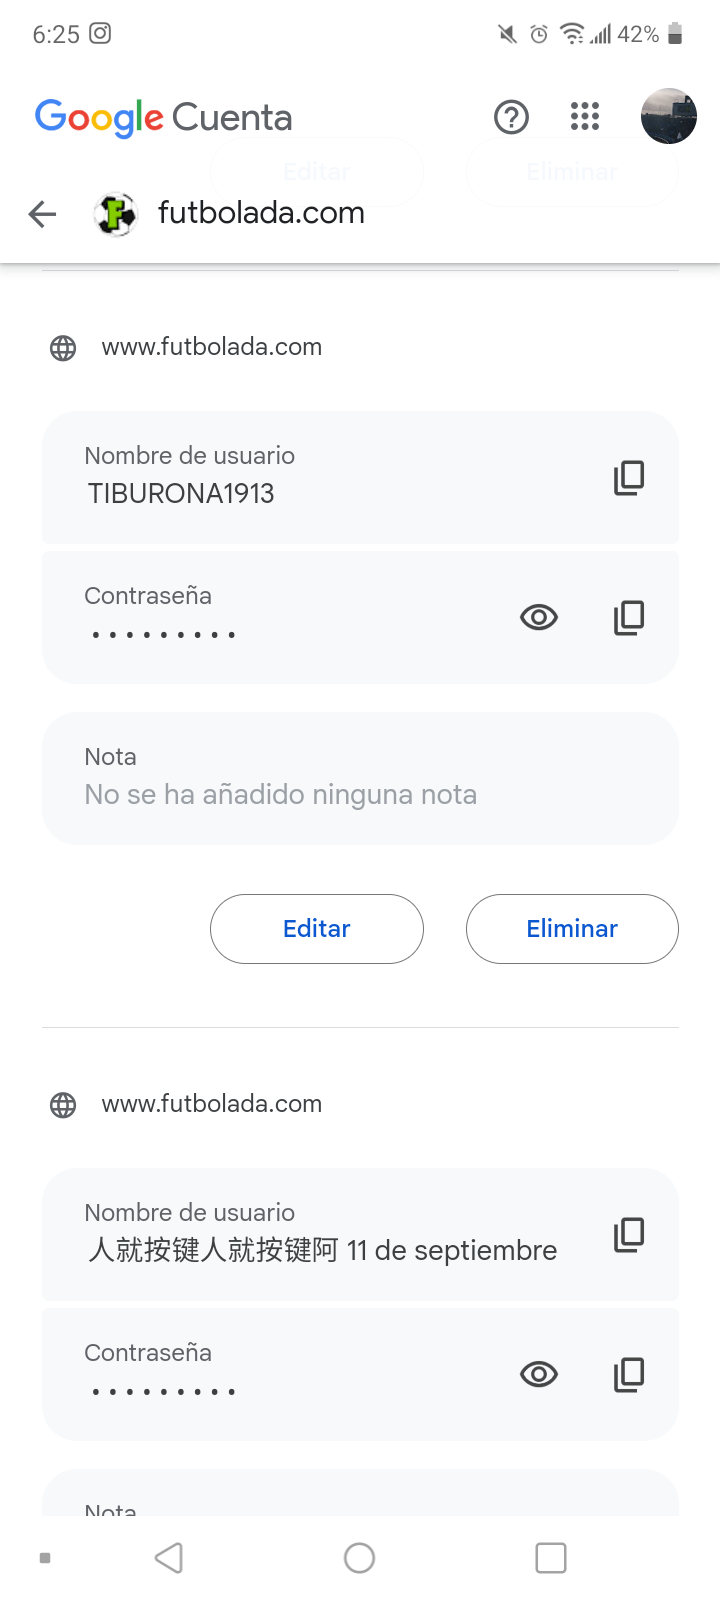 6:25 42%
Google Cuenta
Editar Eliminar
futbolada.com
www.futbolada.com
Nombre de usuario
TIBURONA1913
Contraseña
•••••••••
Nota
No se ha añadido ninguna nota
Editar Eliminar
www.futbolada.com
Nombre de usuario
人就按键人就按键阿 11 de septiembre
Contraseña
•••••••••
Nota